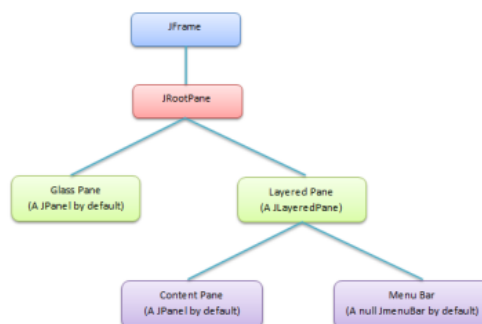 JFrame
JRootPane
Glass Pane
(A JPanel by default)
Layered Pane
(A JLayeredPane)
Content Pane
(A JPanel by default)
Menu Bar
(A null JmenuBar by default)